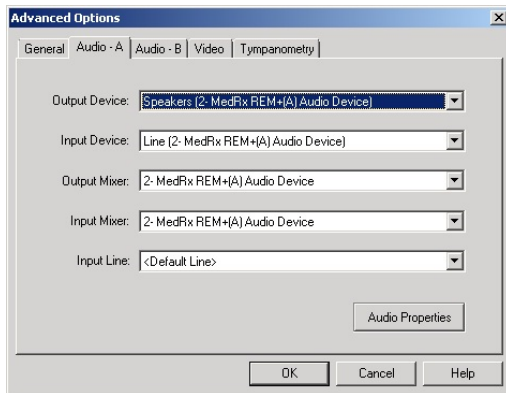 Advanced Options
General Audio - A Audio - B Video Tympanometry
Output Device: Speakers (2- MedRx REM+(A) Audio Device)
Input Device: Line (2- MedRx REM+(A) Audio Device)
Output Mixer: 2- MedRx REM+(A) Audio Device
Input Mixer: 2- MedRx REM+(A) Audio Device
Input Line: <Default Line>
Audio Properties
OK Cancel Help